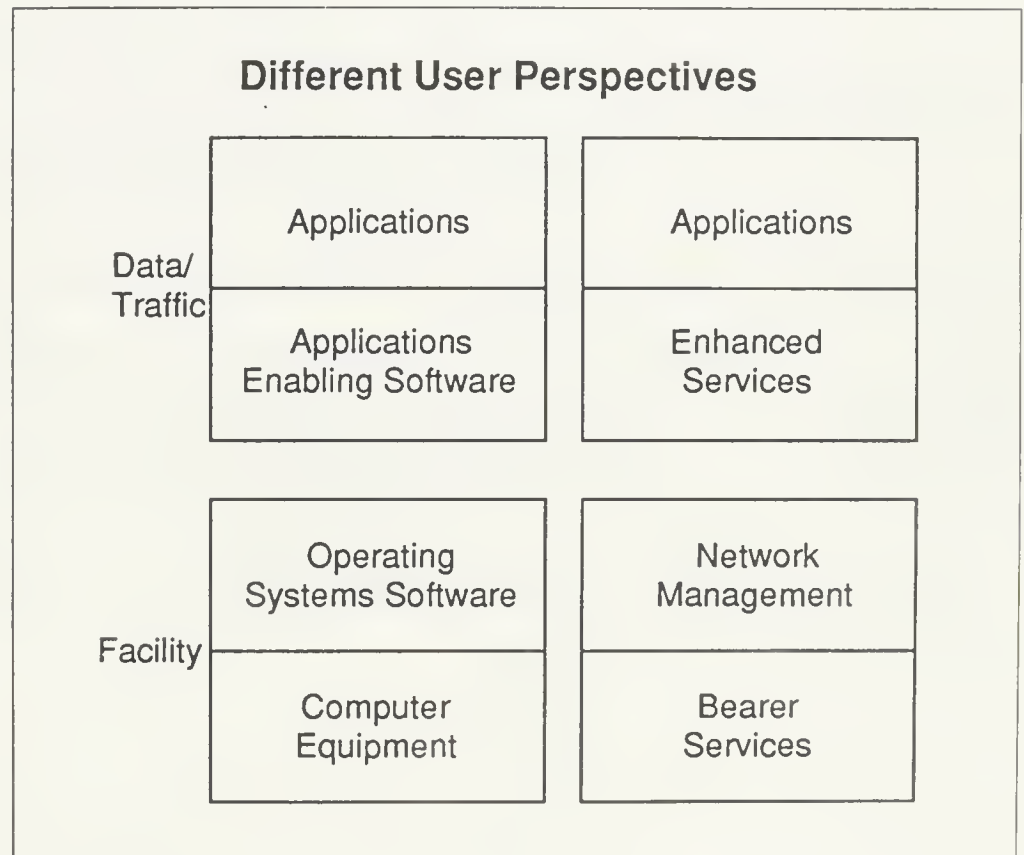 Different User Perspectives
Applications
Applications
Data/
Traffic
Applications
Enabling Software
Enhanced
Services
Operating
Systems Software
Network
Management
Facility
Computer
Equipment
Bearer
Services